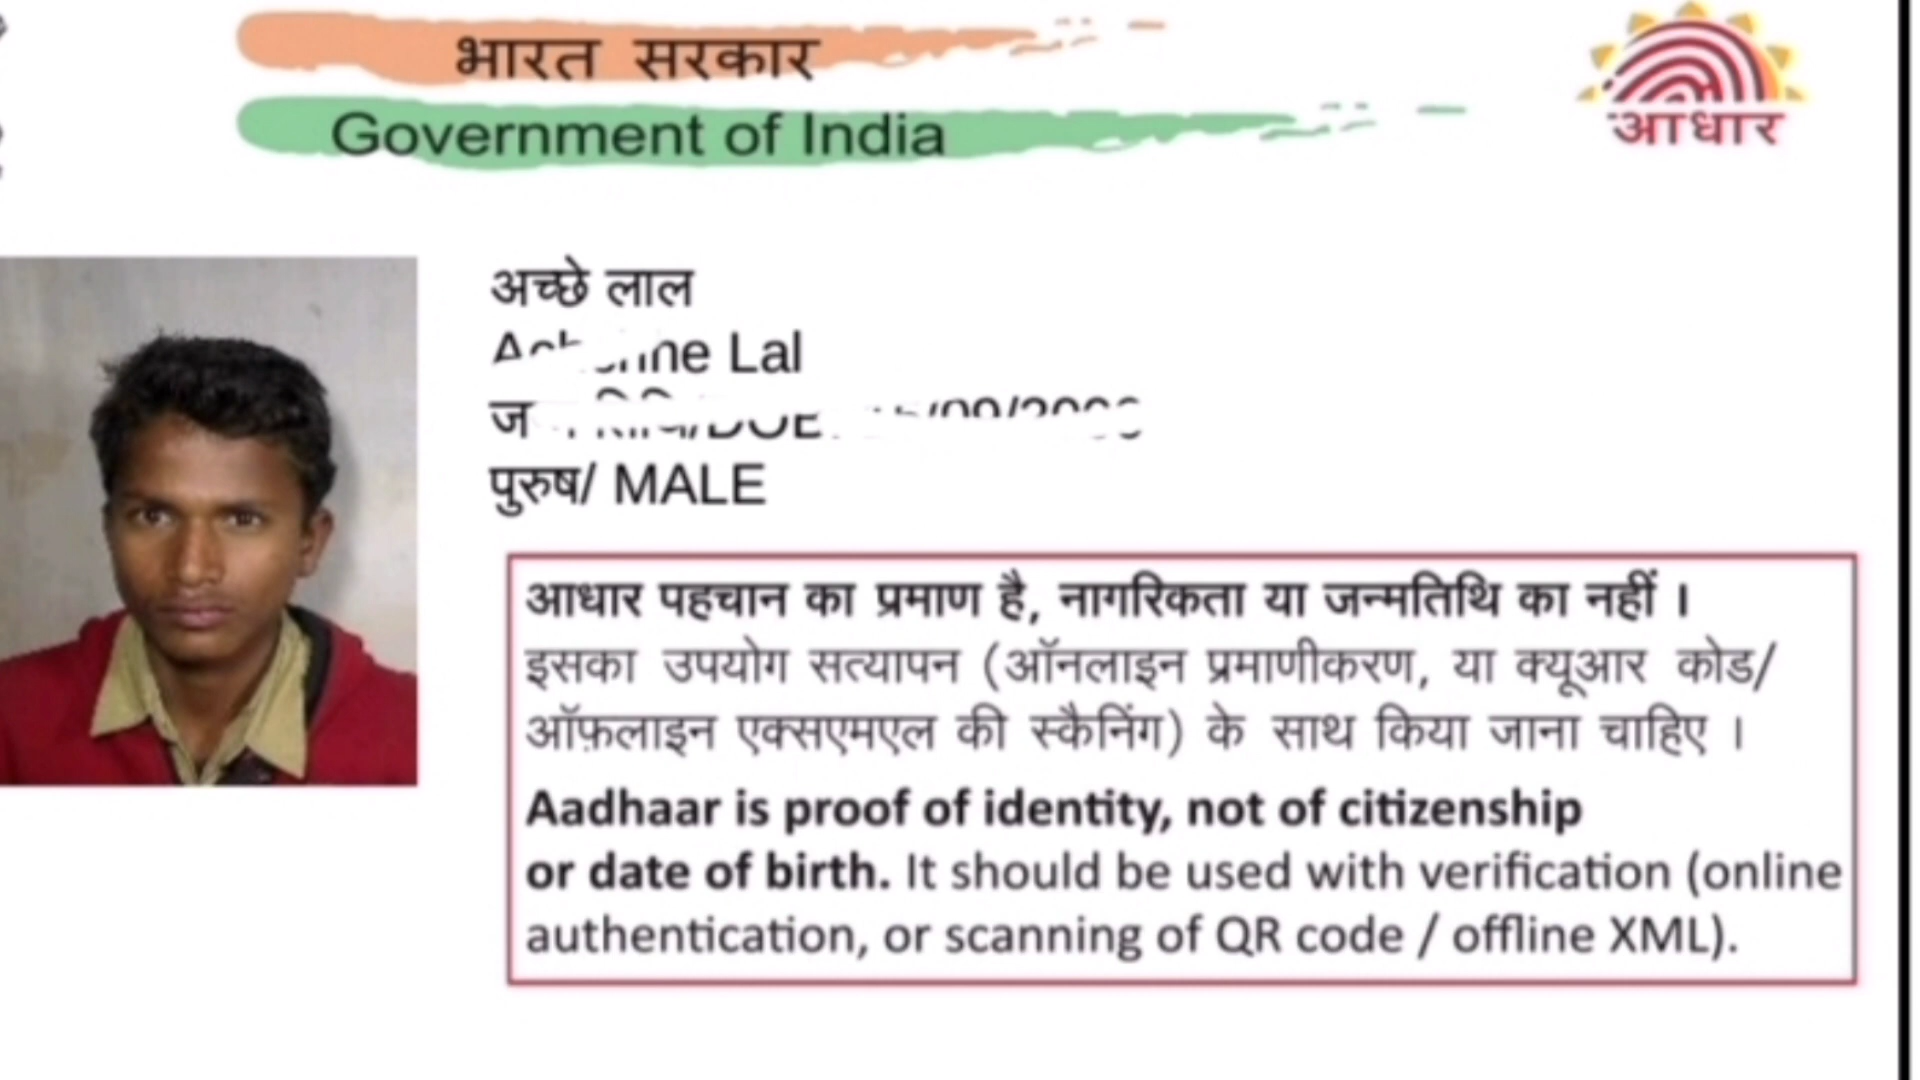 भारत सरकार
Government of India
आधार
अच्छे लाल
Lal
पुरुष/ MALE
आधार पहचान का प्रमाण है, नागरिकता या जन्मतिथि का नहीं ।
इसका उपयोग सत्यापन (ऑनलाइन प्रमाणीकरण, या क्यूआर कोड/
ऑफ़लाइन एक्सएमएल की स्कैनिंग) के साथ किया जाना चाहिए ।
Aadhaar is proof of identity, not of citizenship
or date of birth. It should be used with verification (online
authentication, or scanning of QR code / offline XML).